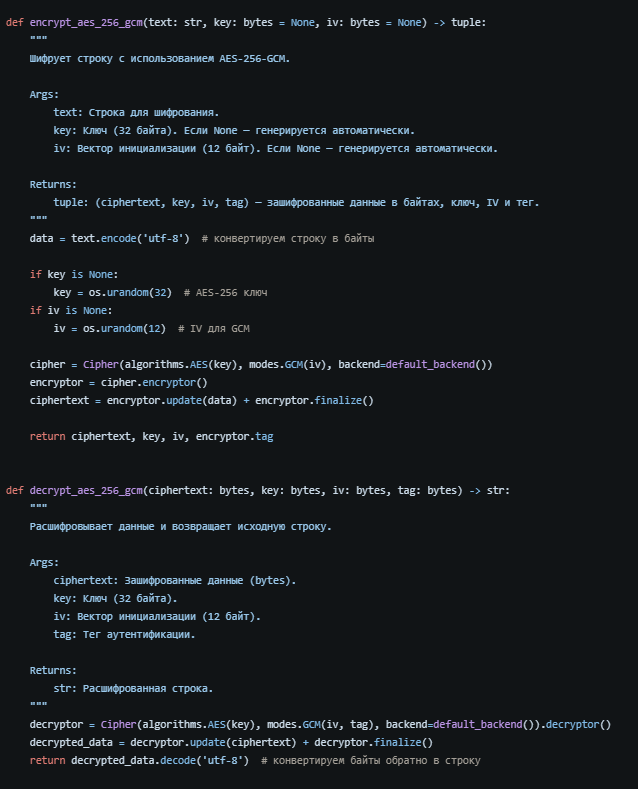 def encrypt_aes_256_gcm(text: str, key: bytes = None, iv: bytes = None) -> tuple:
    """
    Шифрует строку с использованием AES-256-GCM.

    Args:
        text: Строка для шифрования.
        key: Ключ (32 байта). Если None — генерируется автоматически.
        iv: Вектор инициализации (12 байт). Если None — генерируется автоматически.

    Returns:
        tuple: (ciphertext, key, iv, tag) — зашифрованные данные в байтах, ключ, IV и тег.
    """
    data = text.encode('utf-8')  # конвертируем строку в байты

    if key is None:
        key = os.urandom(32)  # AES-256 ключ
    if iv is None:
        iv = os.urandom(12)  # IV для GCM

    cipher = Cipher(algorithms.AES(key), modes.GCM(iv), backend=default_backend())
    encryptor = cipher.encryptor()
    ciphertext = encryptor.update(data) + encryptor.finalize()

    return ciphertext, key, iv, encryptor.tag


def decrypt_aes_256_gcm(ciphertext: bytes, key: bytes, iv: bytes, tag: bytes) -> str:
    """
    Расшифровывает данные и возвращает исходную строку.

    Args:
        ciphertext: Зашифрованные данные (bytes).
        key: Ключ (32 байта).
        iv: Вектор инициализации (12 байт).
        tag: Тег аутентификации.

    Returns:
        str: Расшифрованная строка.
    """
    decryptor = Cipher(algorithms.AES(key), modes.GCM(iv, tag), backend=default_backend()).decryptor()
    decrypted_data = decryptor.update(ciphertext) + decryptor.finalize()
    return decrypted_data.decode('utf-8')  # конвертируем байты обратно в строку